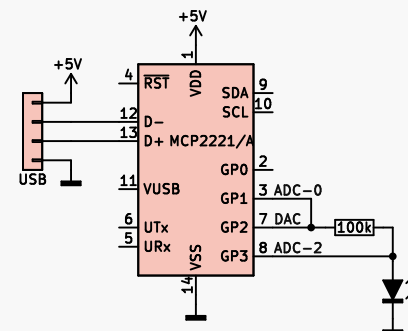 +5V
+5V
1
4
RST
VDD
SDA
9
SCL
10
12
D-
13
D+
MCP2221/A
USB
GP0
2
11
VUSB
GP1
3
ADC-0
6
UTx
GP2
7
DAC
100k
5
URx
GP3
8
ADC-2
VSS
14